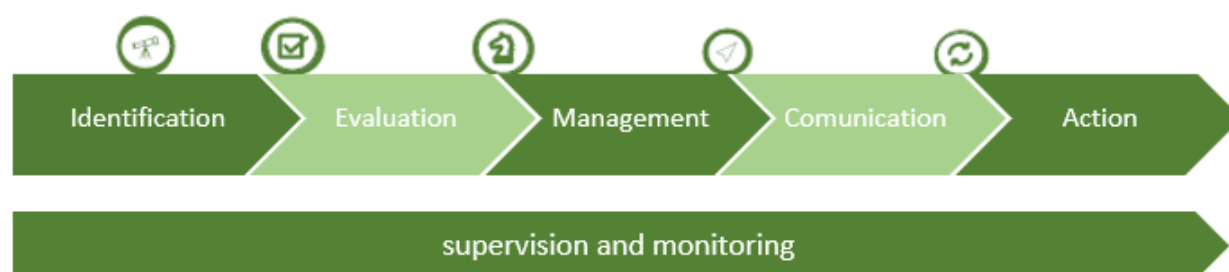 Identification
Evaluation
Management
Comunication
Action
supervision and monitoring